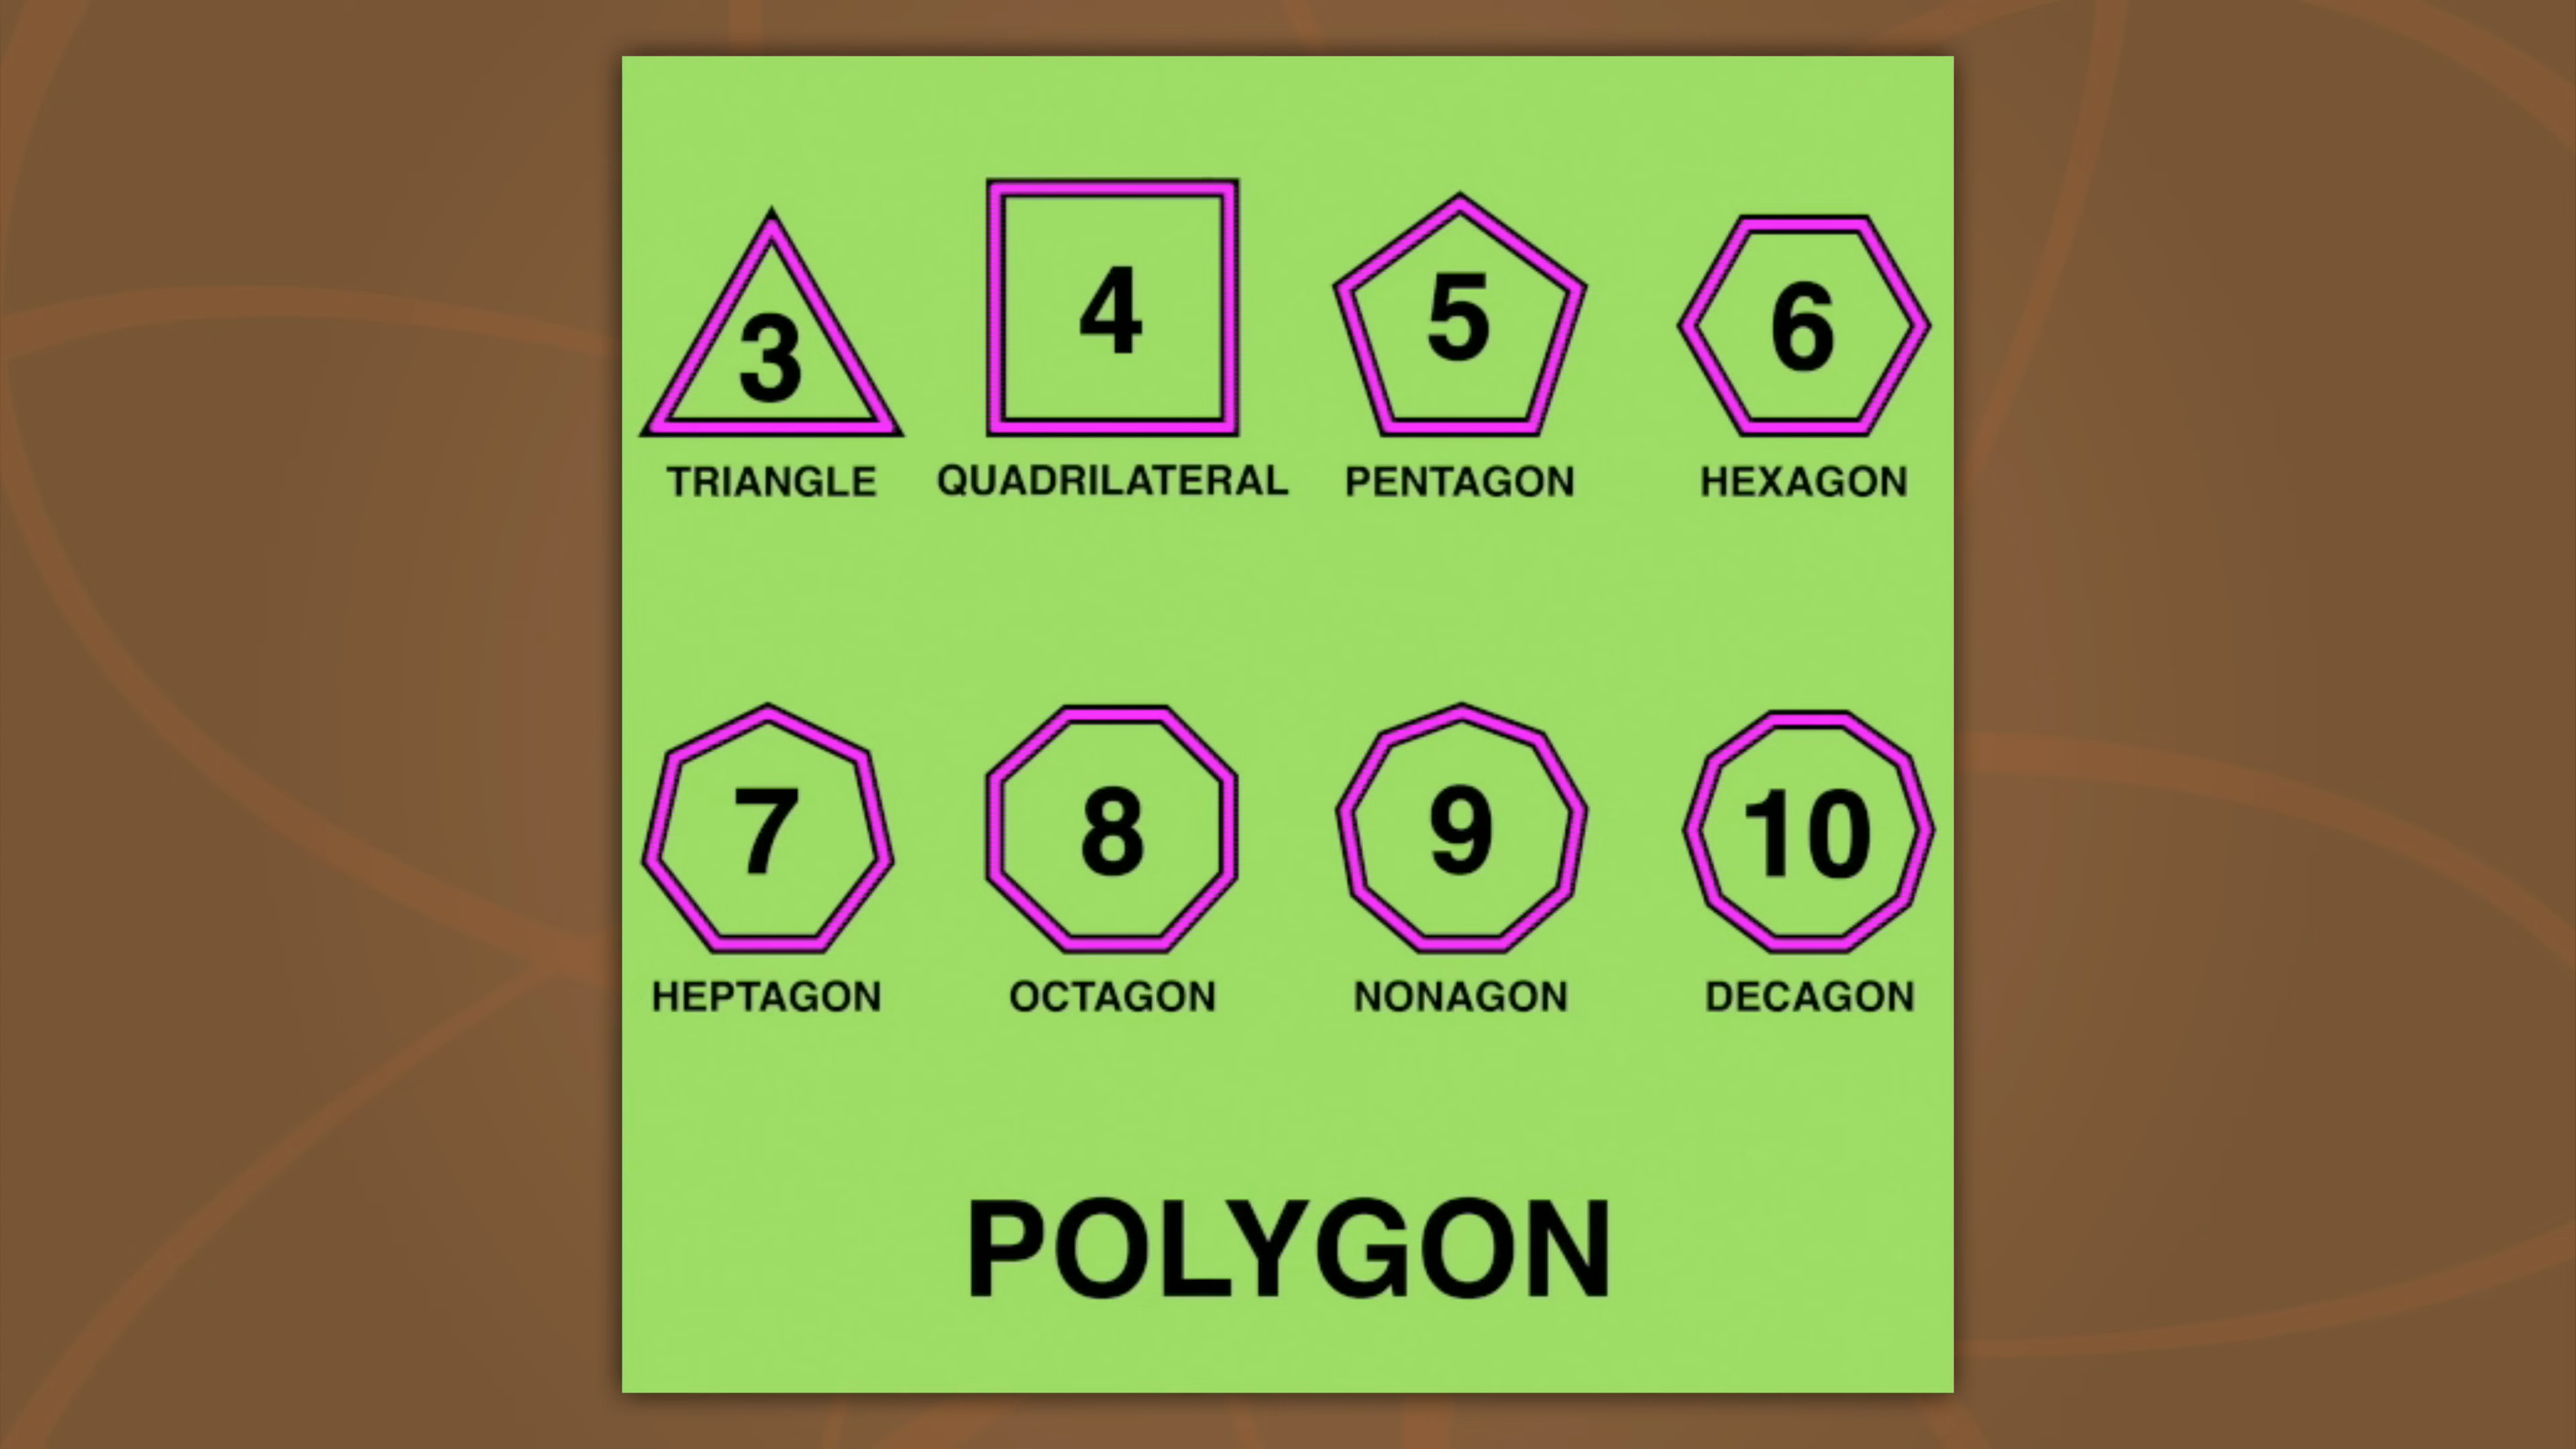 3 4 5 6
TRIANGLE QUADRILATERAL PENTAGON HEXAGON
7 8 9 10
HEPTAGON OCTAGON NONAGON DECAGON
POLYGON